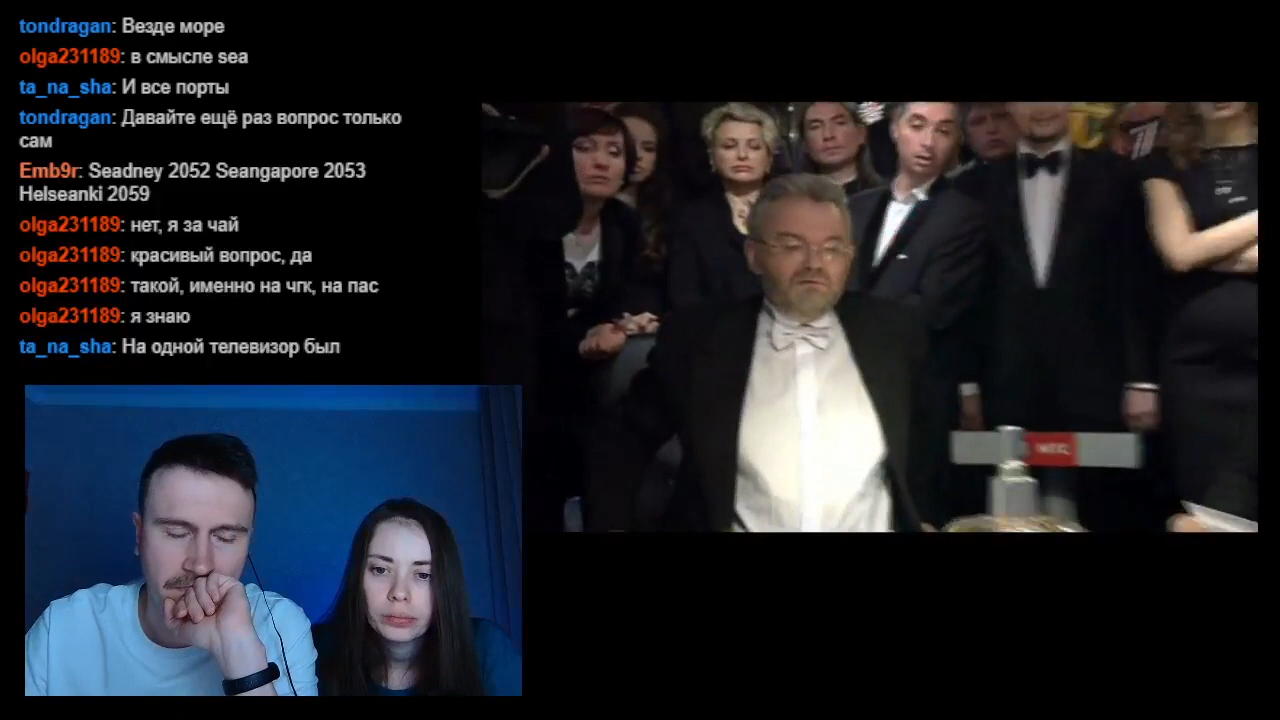 tondragan: Везде море
olga231189: в смысле sea
ta_na_sha: И все порты
tondragan: Давайте ещё раз вопрос только
сам
Emb9r: Seadney 2052 Seangapore 2053
Helseanki 2059
olga231189: нет, я за чай
olga231189: красивый вопрос, да
olga231189: такой, именно на чгк, на пас
olga231189: я знаю
ta_na_sha: На одной телевизор был